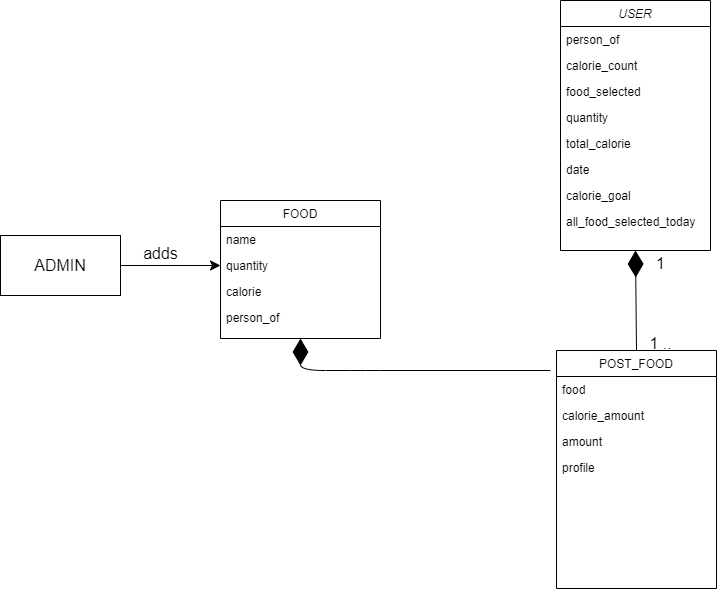 USER
person_of
calorie_count
food_selected
quantity
total_calorie
date
calorie_goal
all_food_selected_today
1
1 ..
FOOD
name
quantity
calorie
person_of
ADMIN
adds
POST_FOOD
food
calorie_amount
amount
profile